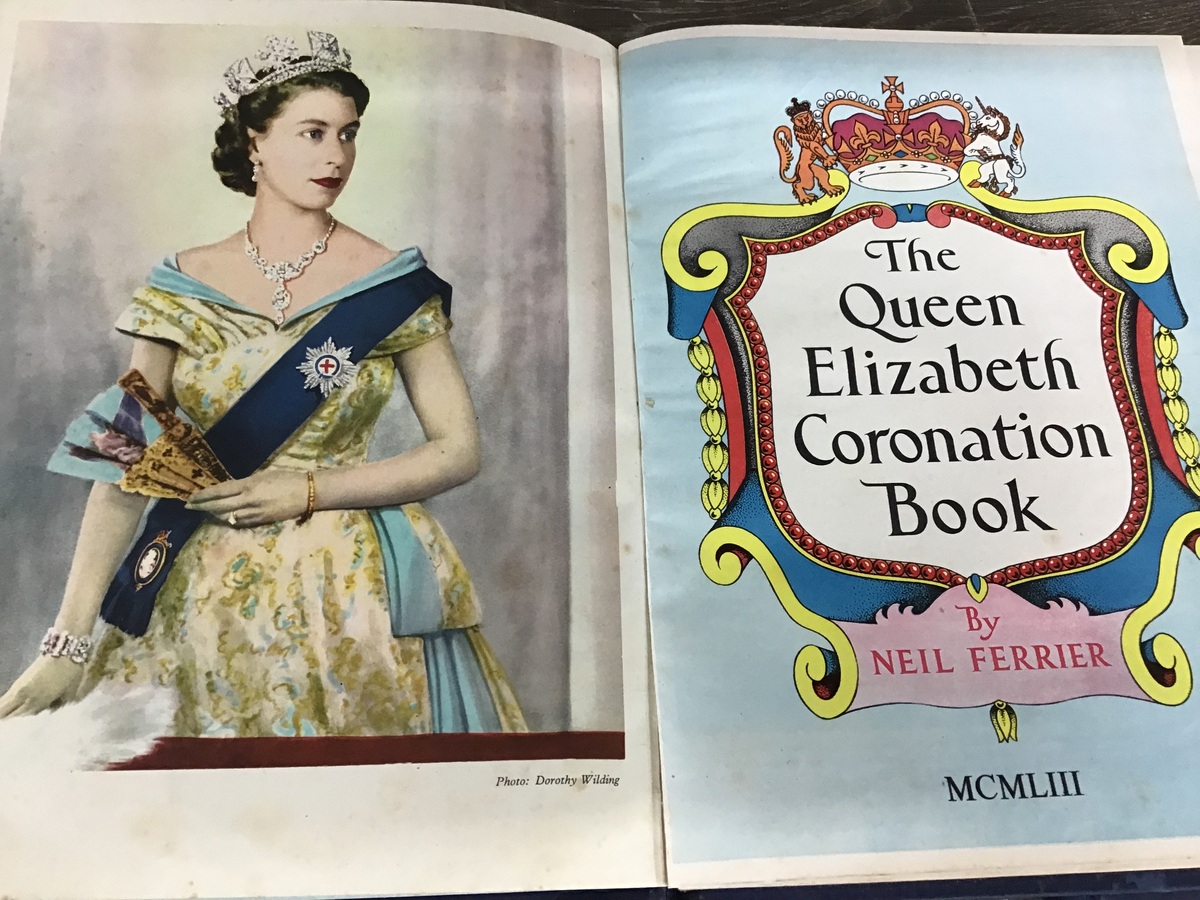 Photo: Dorothy Wilding
The
Queen
Elizabeth
Coronation
Book
By
NEIL FERRIER
MCMLIII